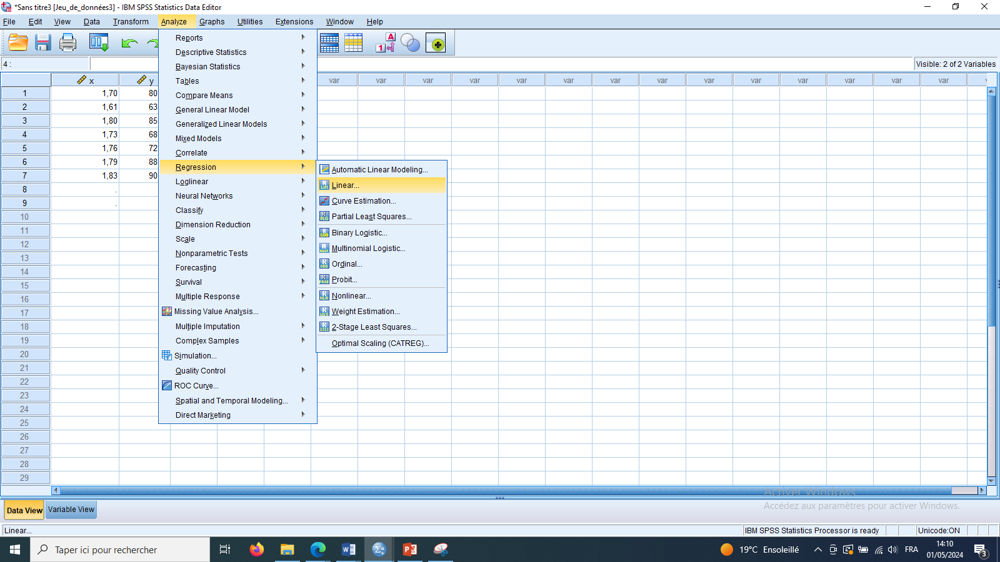 *Sans titre3 [Jeu_de_données3] - IBM SPSS Statistics Data Editor
File Edit View Data Transform Analyze Graphs Utilities Extensions Window Help
4 :
Visible: 2 of 2 Variables
x y var var var var var var var var var var var var var var
1 1,70 80
2 1,61 63
3 1,80 85
4 1,73 68
5 1,76 72
6 1,79 88
7 1,83 90
8 .
9 .
10
11
12
13
14
15
16
17
18
19
20
21
22
23
24
25
26
27
28
29
Reports
Descriptive Statistics
Bayesian Statistics
Tables
Compare Means
General Linear Model
Generalized Linear Models
Mixed Models
Correlate
Regression
Loglinear
Neural Networks
Classify
Dimension Reduction
Scale
Nonparametric Tests
Forecasting
Survival
Multiple Response
Missing Value Analysis...
Multiple Imputation
Complex Samples
Simulation...
Quality Control
ROC Curve...
Spatial and Temporal Modeling...
Direct Marketing
Automatic Linear Modeling...
Linear...
Curve Estimation...
Partial Least Squares...
Binary Logistic...
Multinomial Logistic...
Ordinal...
Probit...
Nonlinear...
Weight Estimation...
2-Stage Least Squares...
Optimal Scaling (CATREG)...
Activer Windows
Accédez aux paramètres pour activer Windows.
Data View Variable View
Linear...
IBM SPSS Statistics Processor is ready
Unicode:ON
Taper ici pour rechercher
19°C Ensoleillé
FRA
14:10
01/05/2024
3